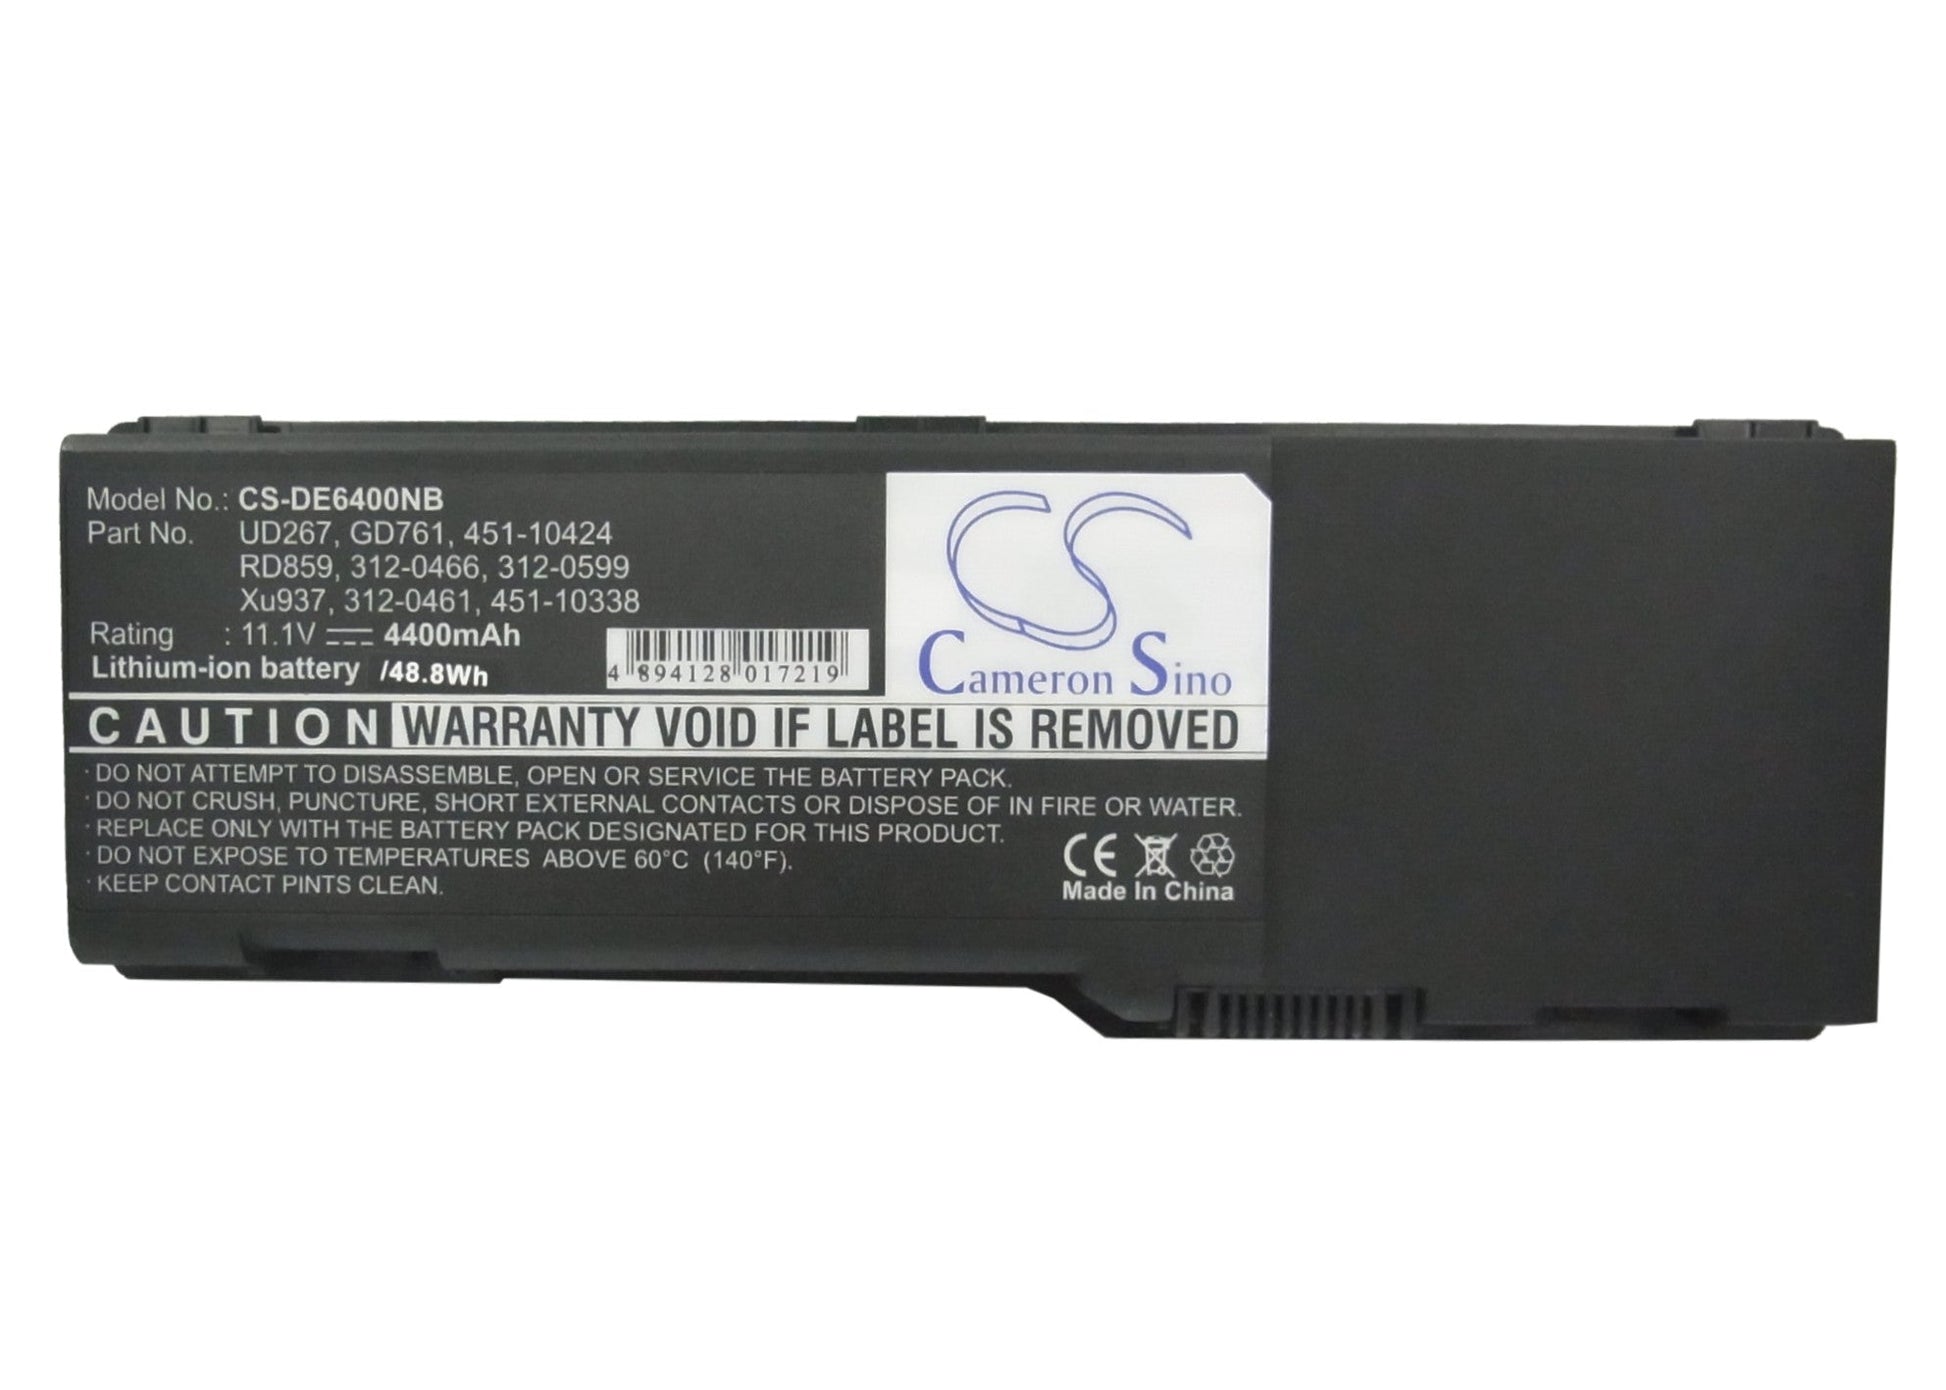 Model No.: CS-DE6400NB
Part No. UD267, GD761, 451-10424
RD859, 312-0466, 312-0599
Xu937, 312-0461, 451-10338
Rating : 11.1V ⎓ 4400mAh
Lithium-ion battery /48.8Wh
4 894128 017219
CS
Cameron Sino
CAUTION WARRANTY VOID IF LABEL IS REMOVED
· DO NOT ATTEMPT TO DISASSEMBLE, OPEN OR SERVICE THE BATTERY PACK.
· DO NOT CRUSH, PUNCTURE, SHORT EXTERNAL CONTACTS OR DISPOSE OF IN FIRE OR WATER.
· REPLACE ONLY WITH THE BATTERY PACK DESIGNATED FOR THIS PRODUCT.
· DO NOT EXPOSE TO TEMPERATURES ABOVE 60°C (140°F).
· KEEP CONTACT PINTS CLEAN.
CE
Made In China